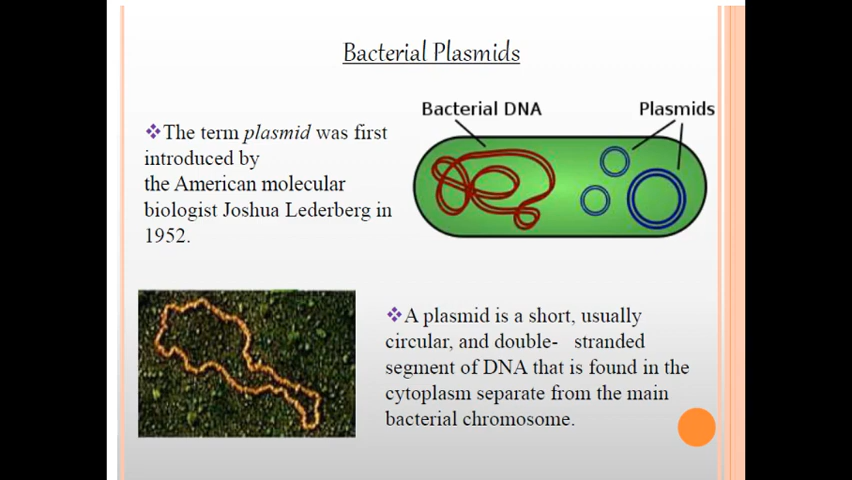 Bacterial Plasmids
❖The term plasmid was first
introduced by
the American molecular
biologist Joshua Lederberg in
1952.
Bacterial DNA
Plasmids
❖A plasmid is a short, usually
circular, and double- stranded
segment of DNA that is found in the
cytoplasm separate from the main
bacterial chromosome.